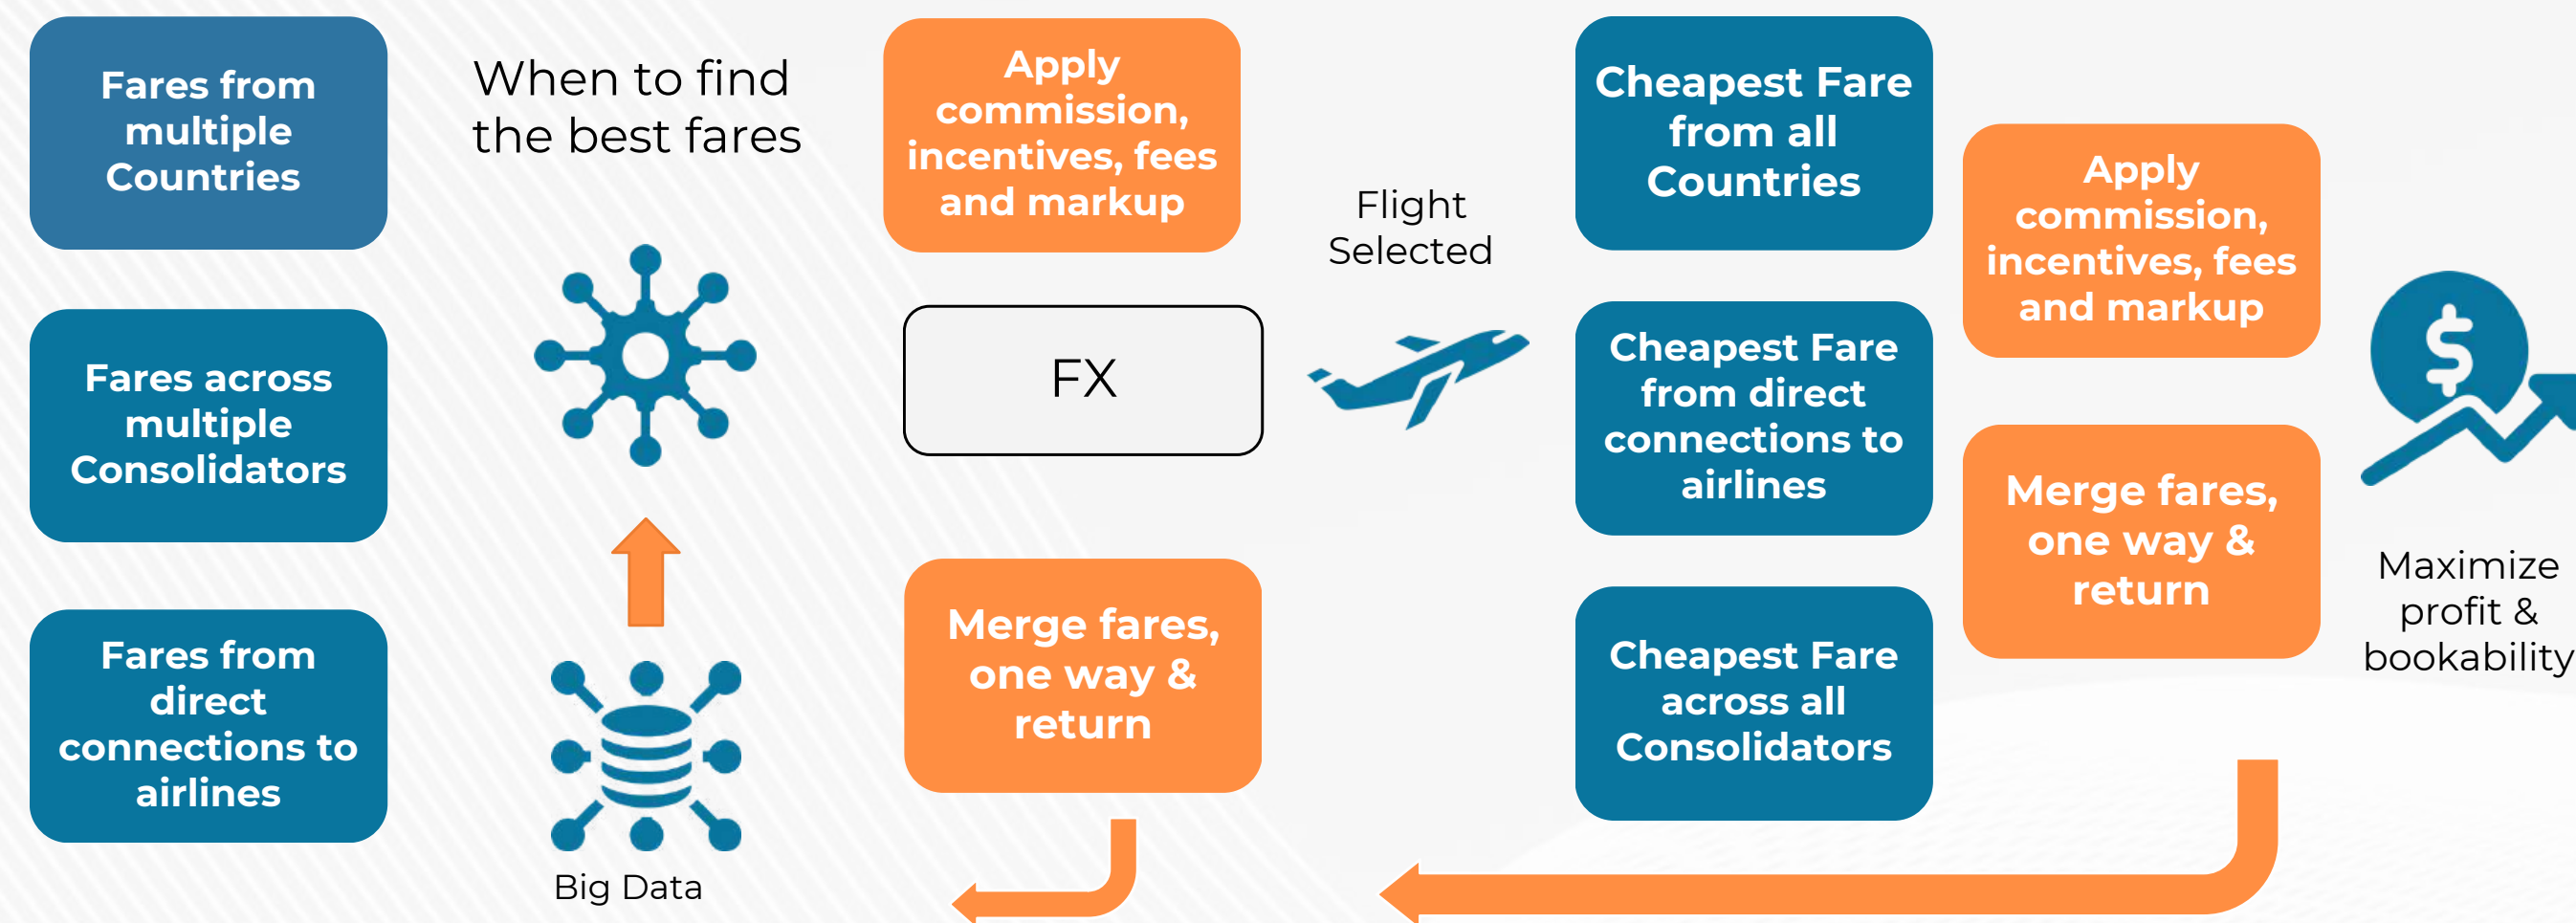 Fares from
multiple
Countries
Fares across
multiple
Consolidators
Fares from
direct
connections to
airlines
When to find
the best fares
Big Data
Apply
commission,
incentives, fees
and markup
FX
Merge fares,
one way &
return
Flight
Selected
Cheapest Fare
from all
Countries
Cheapest Fare
from direct
connections to
airlines
Cheapest Fare
across all
Consolidators
Apply
commission,
incentives, fees
and markup
Merge fares,
one way &
return
$
Maximize
profit &
bookability